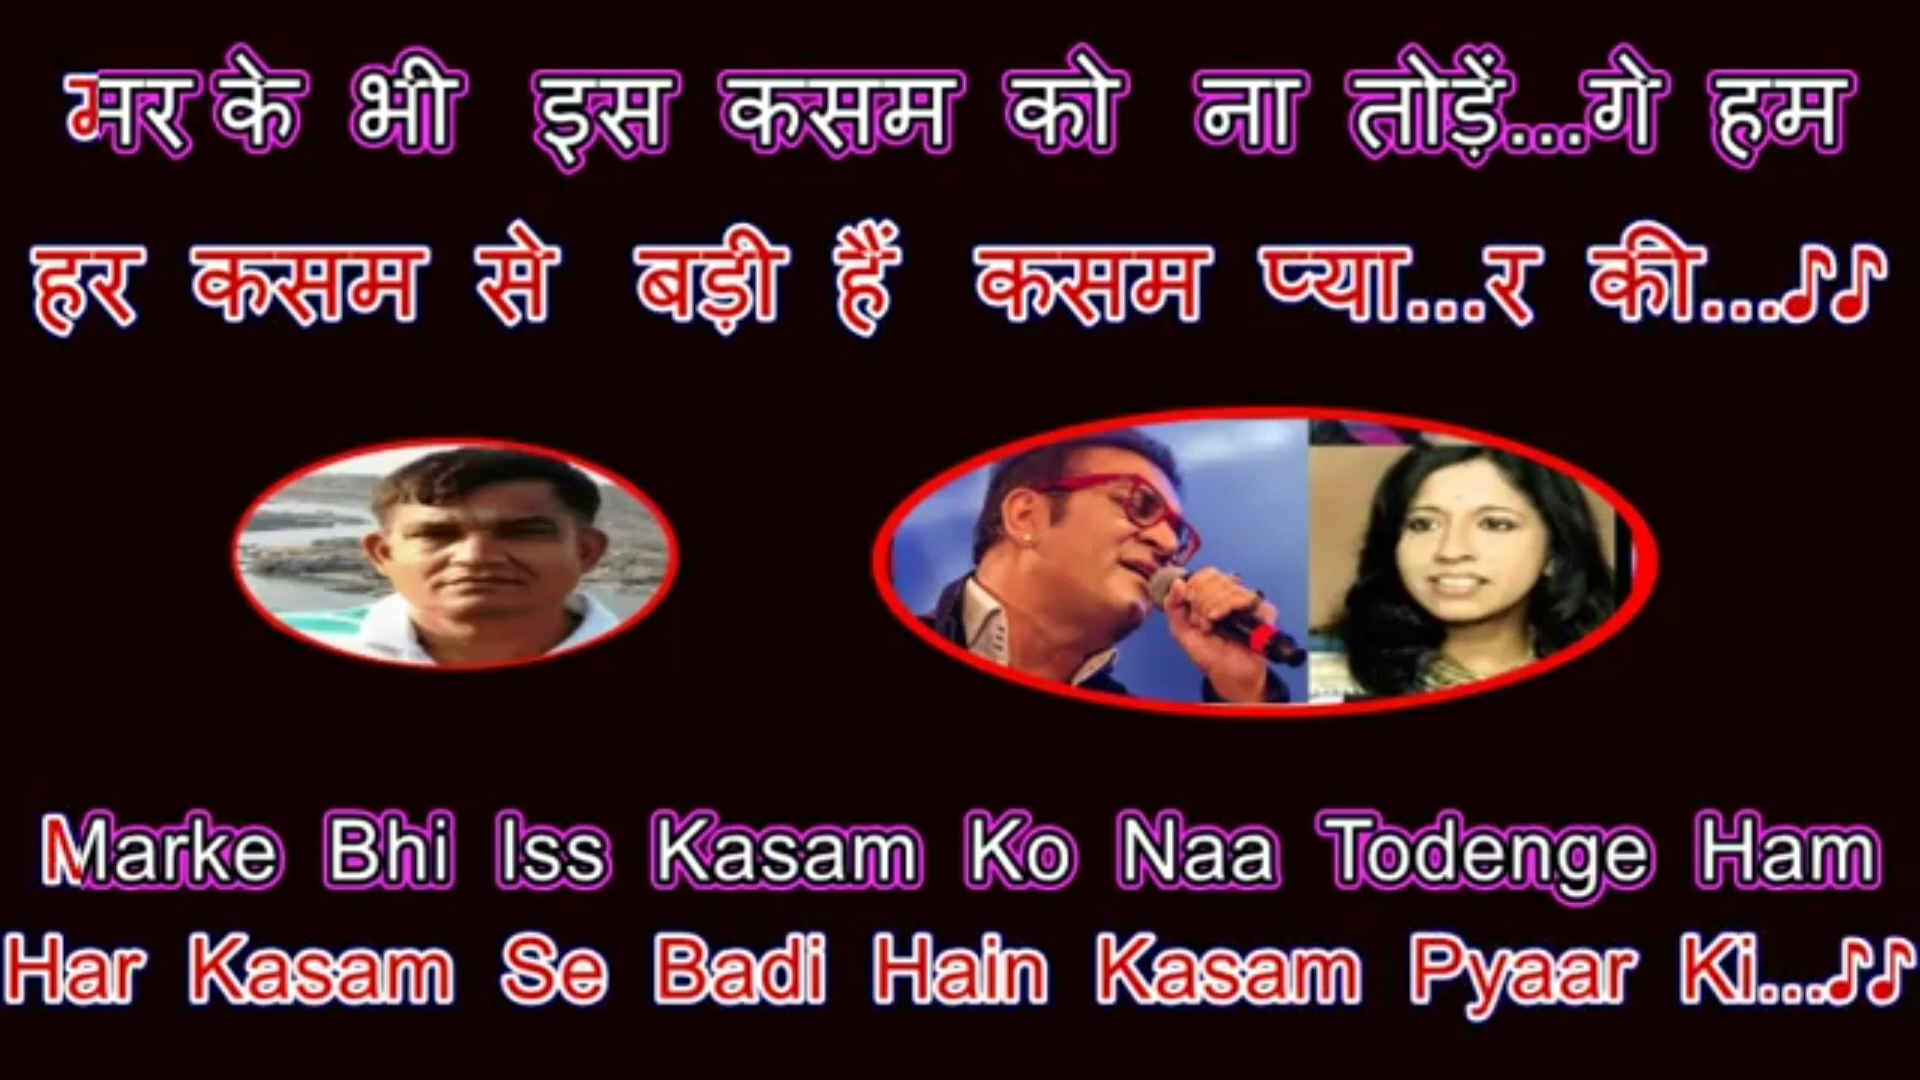 मर के भी इस कसम को ना तोड़ें...गे हम
हर कसम से बड़ी हैं कसम प्या...र की...♪♪
Marke Bhi Iss Kasam Ko Naa Todenge Ham
Har Kasam Se Badi Hain Kasam Pyaar Ki...♪♪